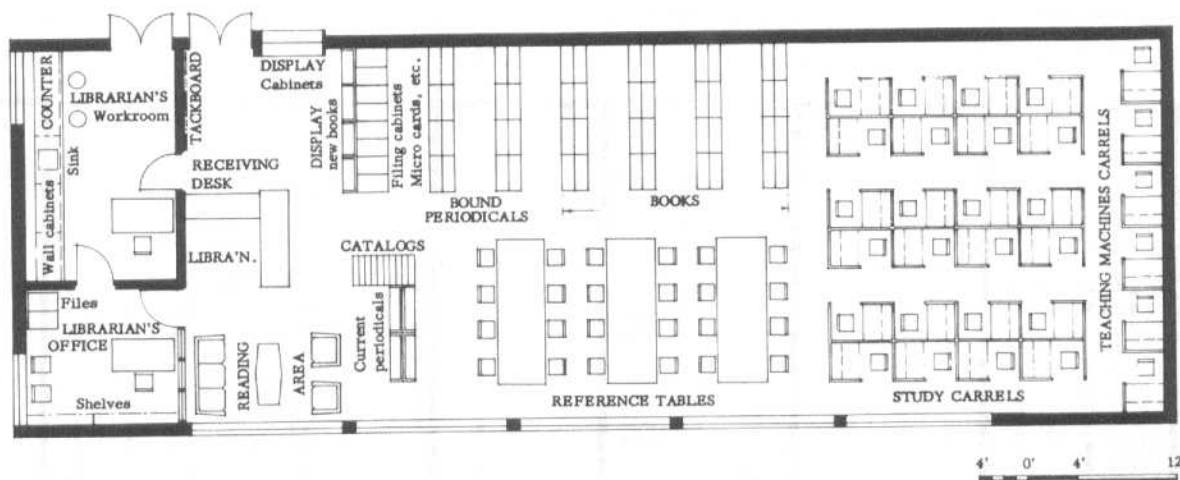 COUNTER
Sink
Wall cabinets
LIBRARIAN'S
Workroom
TACKBOARD
DISPLAY
Cabinets
RECEIVING
DESK
LIBRA'N.
DISPLAY
new books
Filing cabinets
Micro cards, etc.
BOUND
PERIODICALS
BOOKS
CATALOGS
Current
periodicals
Files
LIBRARIAN'S
OFFICE
Shelves
READING
AREA
REFERENCE TABLES
STUDY CARRELS
TEACHING MACHINES CARRELS
4' 0' 4' 12